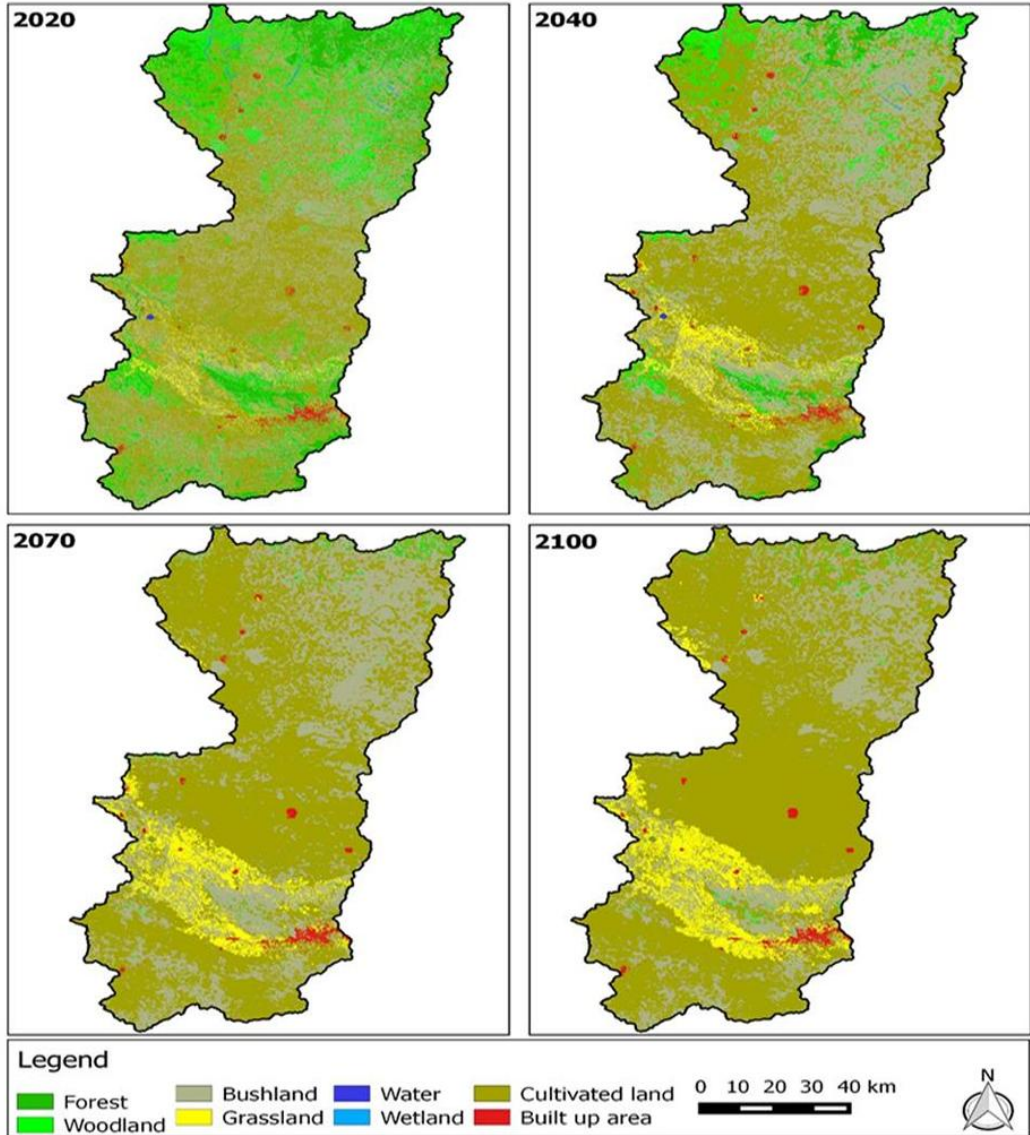 2020
2040
2070
2100
Legend
Forest
Woodland
Bushland
Grassland
Water
Wetland
Cultivated land
Built up area
0 10 20 30 40 km
N